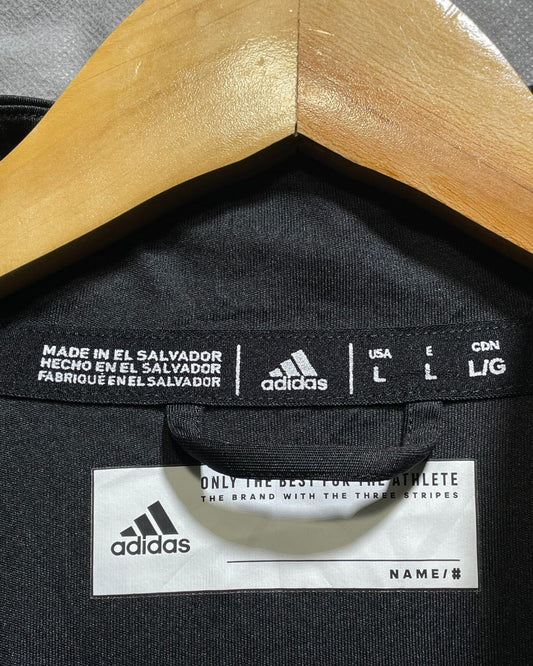 MADE IN EL SALVADOR
HECHO EN EL SALVADOR
FABRIQUÉ EN EL SALVADOR
adidas
USA
L
E
L
CDN
L/G
ONLY THE BEST FOR THE ATHLETE
THE BRAND WITH THE THREE STRIPES
adidas
NAME/#